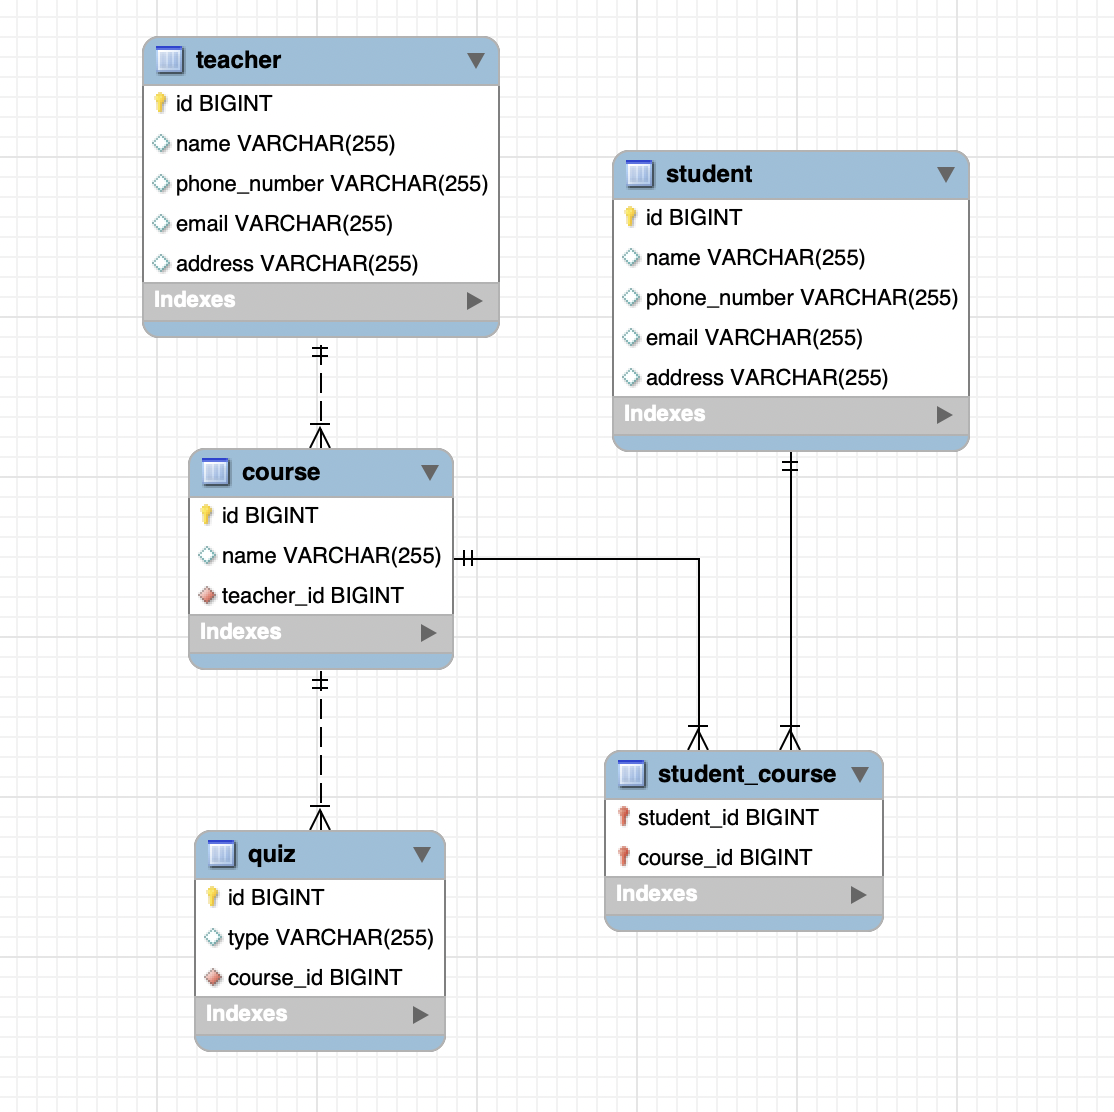 teacher
id BIGINT
name VARCHAR(255)
phone_number VARCHAR(255)
email VARCHAR(255)
address VARCHAR(255)
Indexes
student
id BIGINT
name VARCHAR(255)
phone_number VARCHAR(255)
email VARCHAR(255)
address VARCHAR(255)
Indexes
course
id BIGINT
name VARCHAR(255)
teacher_id BIGINT
Indexes
student_course
student_id BIGINT
course_id BIGINT
Indexes
quiz
id BIGINT
type VARCHAR(255)
course_id BIGINT
Indexes